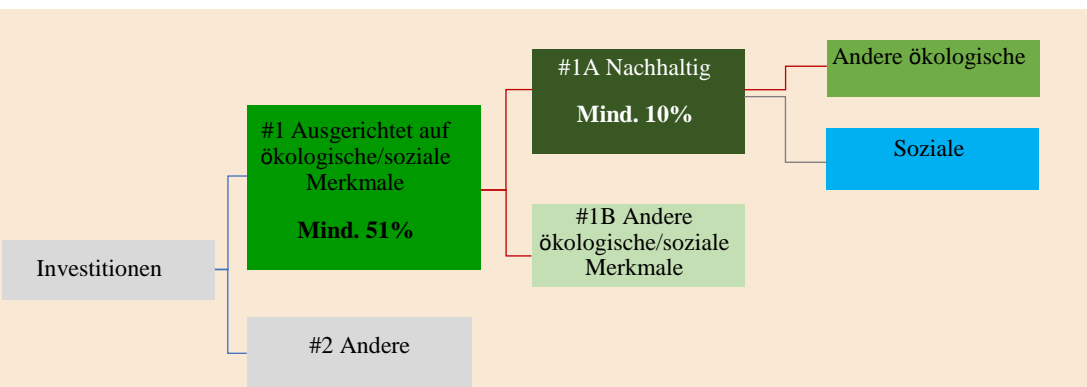 Investitionen
#1 Ausgerichtet auf
ökologische/soziale
Merkmale
Mind. 51%
#2 Andere
#1A Nachhaltig
Mind. 10%
#1B Andere
ökologische/soziale
Merkmale
Andere ökologische
Soziale